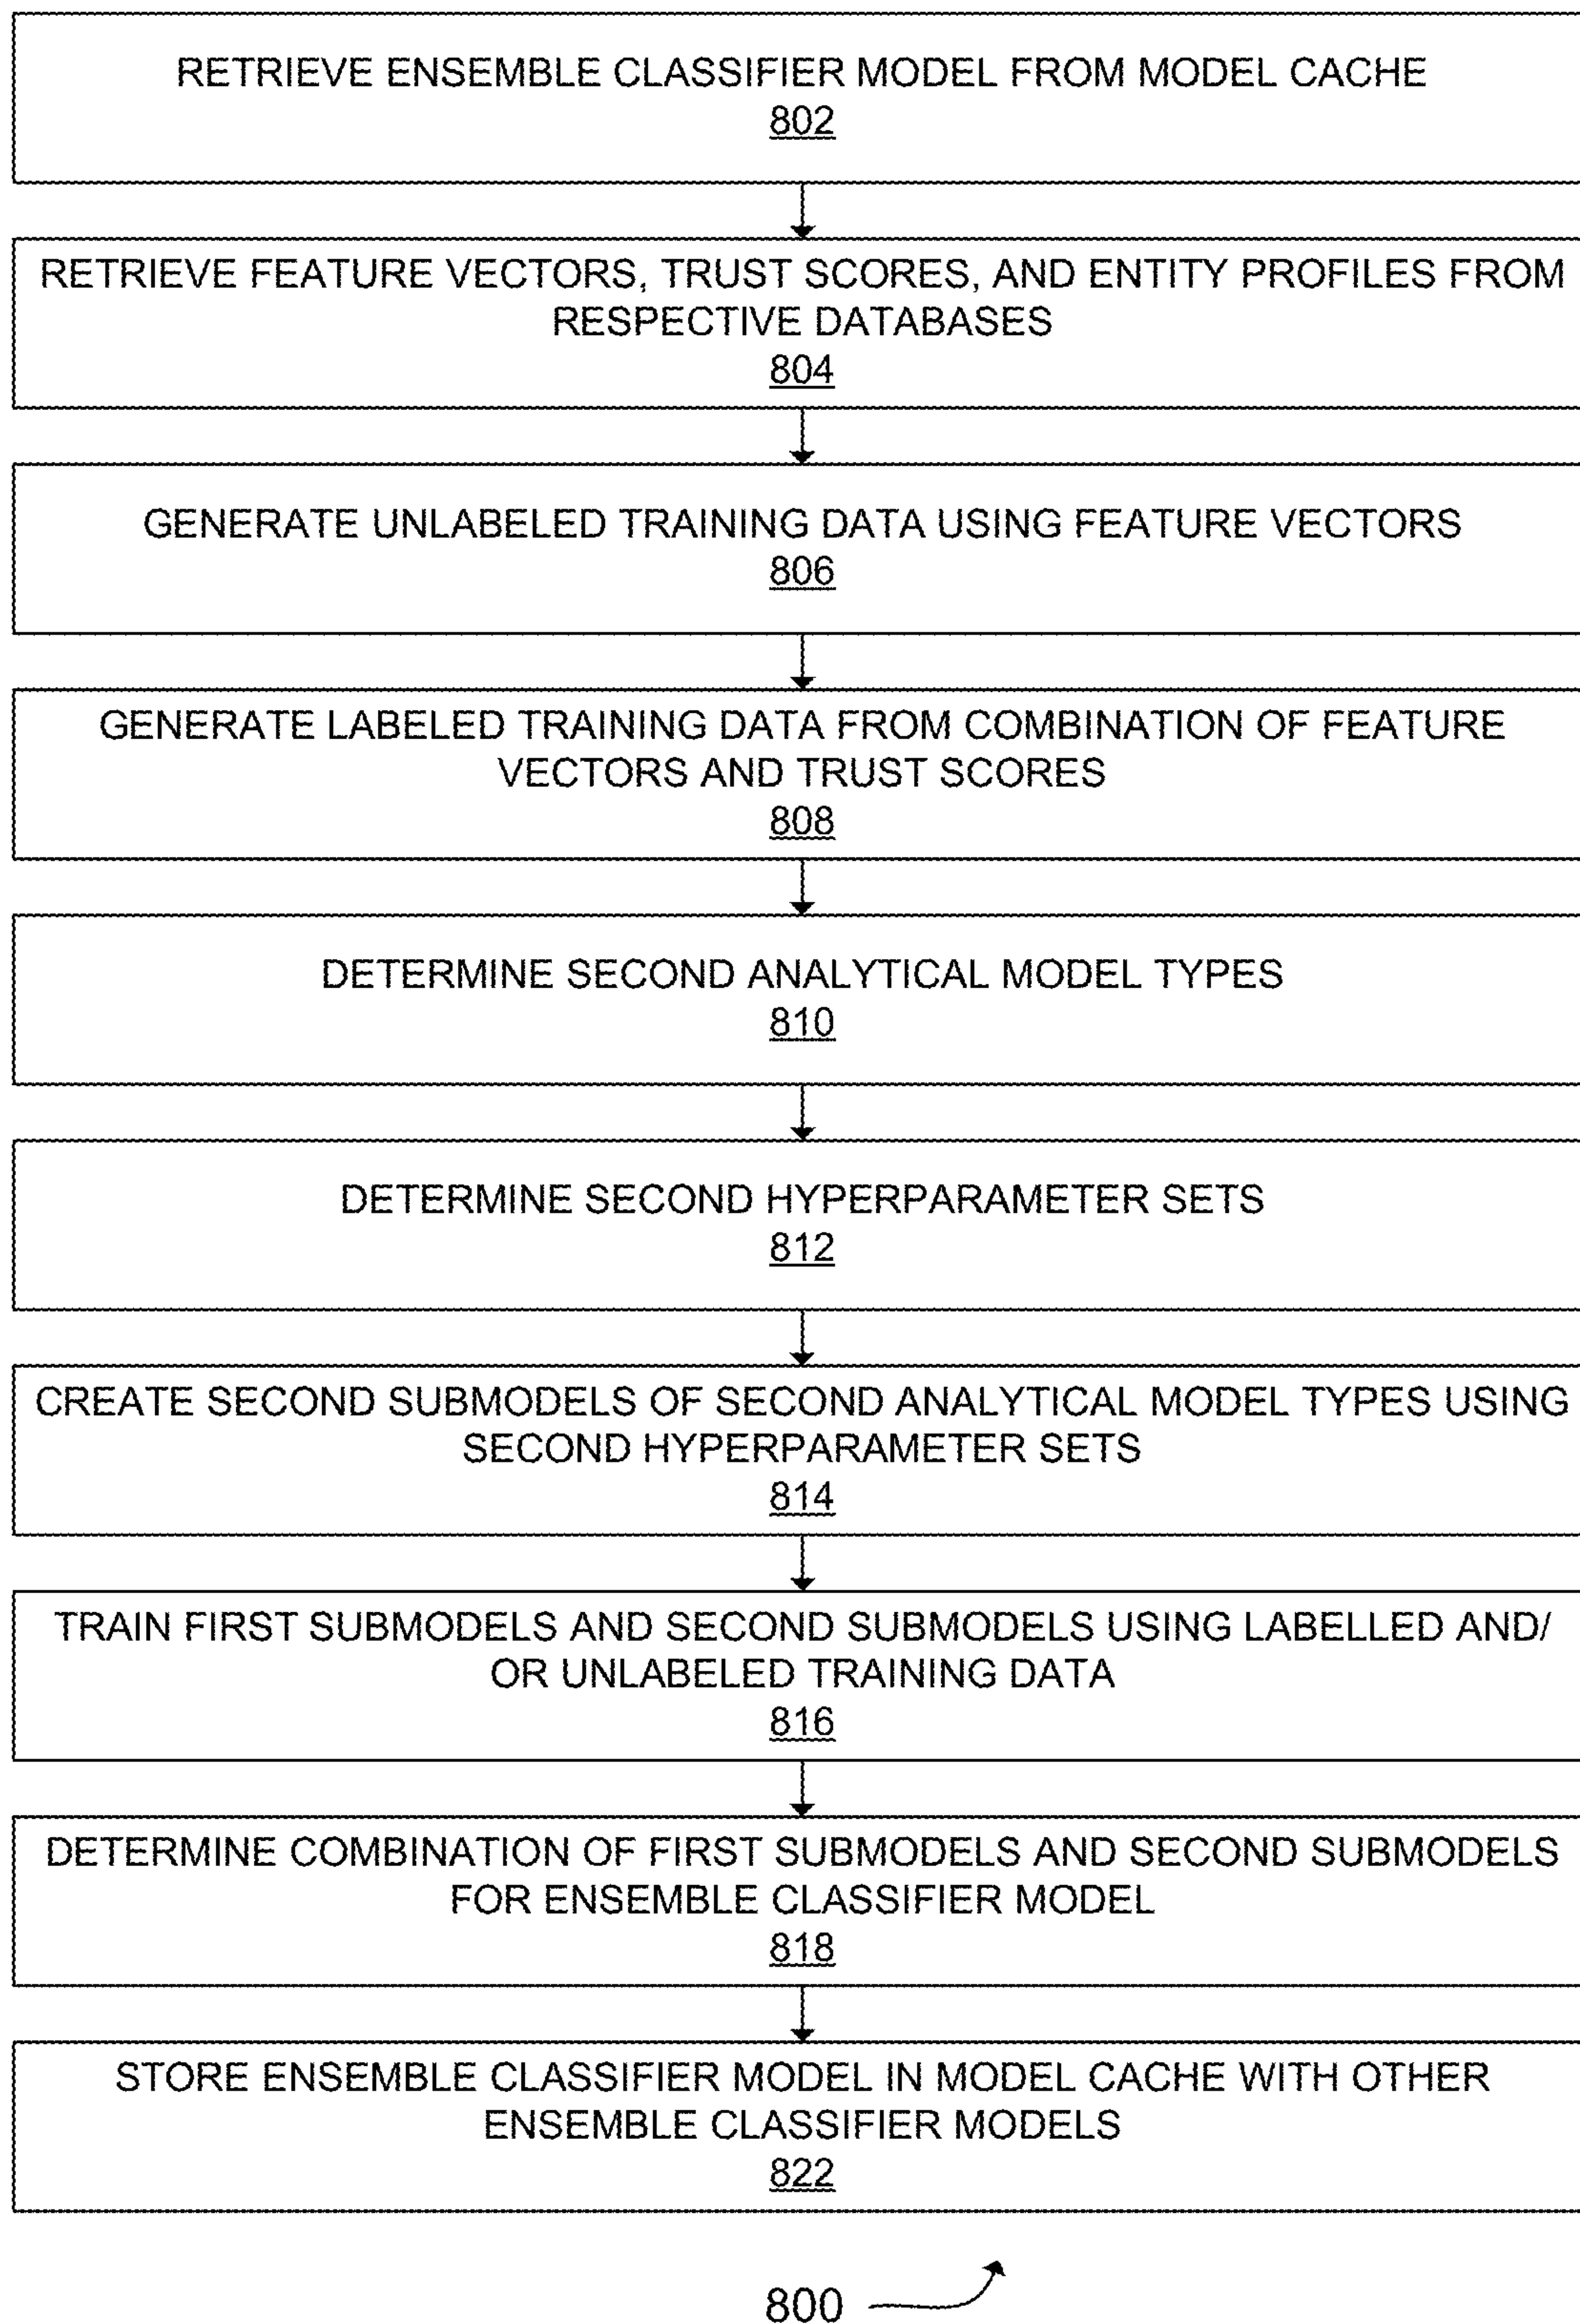 RETRIEVE ENSEMBLE CLASSIFIER MODEL FROM MODEL CACHE
802
RETRIEVE FEATURE VECTORS, TRUST SCORES, AND ENTITY PROFILES FROM
RESPECTIVE DATABASES
804
GENERATE UNLABELED TRAINING DATA USING FEATURE VECTORS
806
GENERATE LABELED TRAINING DATA FROM COMBINATION OF FEATURE
VECTORS AND TRUST SCORES
808
DETERMINE SECOND ANALYTICAL MODEL TYPES
810
DETERMINE SECOND HYPERPARAMETER SETS
812
CREATE SECOND SUBMODELS OF SECOND ANALYTICAL MODEL TYPES USING
SECOND HYPERPARAMETER SETS
814
TRAIN FIRST SUBMODELS AND SECOND SUBMODELS USING LABELLED AND/
OR UNLABELED TRAINING DATA
816
DETERMINE COMBINATION OF FIRST SUBMODELS AND SECOND SUBMODELS
FOR ENSEMBLE CLASSIFIER MODEL
818
STORE ENSEMBLE CLASSIFIER MODEL IN MODEL CACHE WITH OTHER
ENSEMBLE CLASSIFIER MODELS
822
800